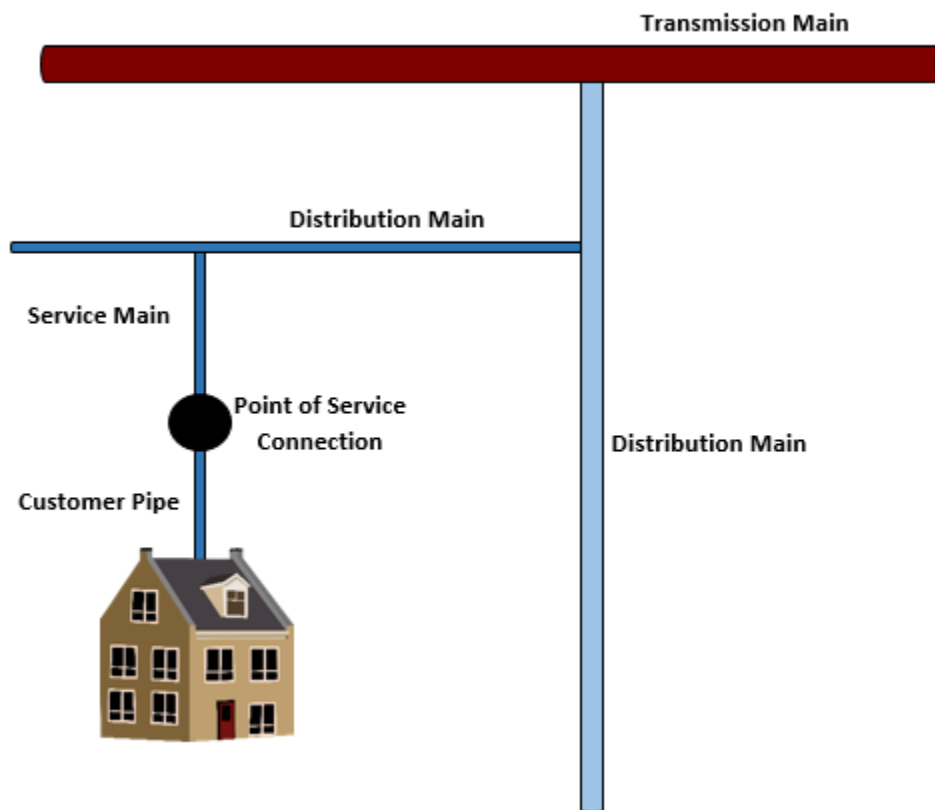 Transmission Main
Distribution Main
Service Main
Point of Service
Connection
Distribution Main
Customer Pipe